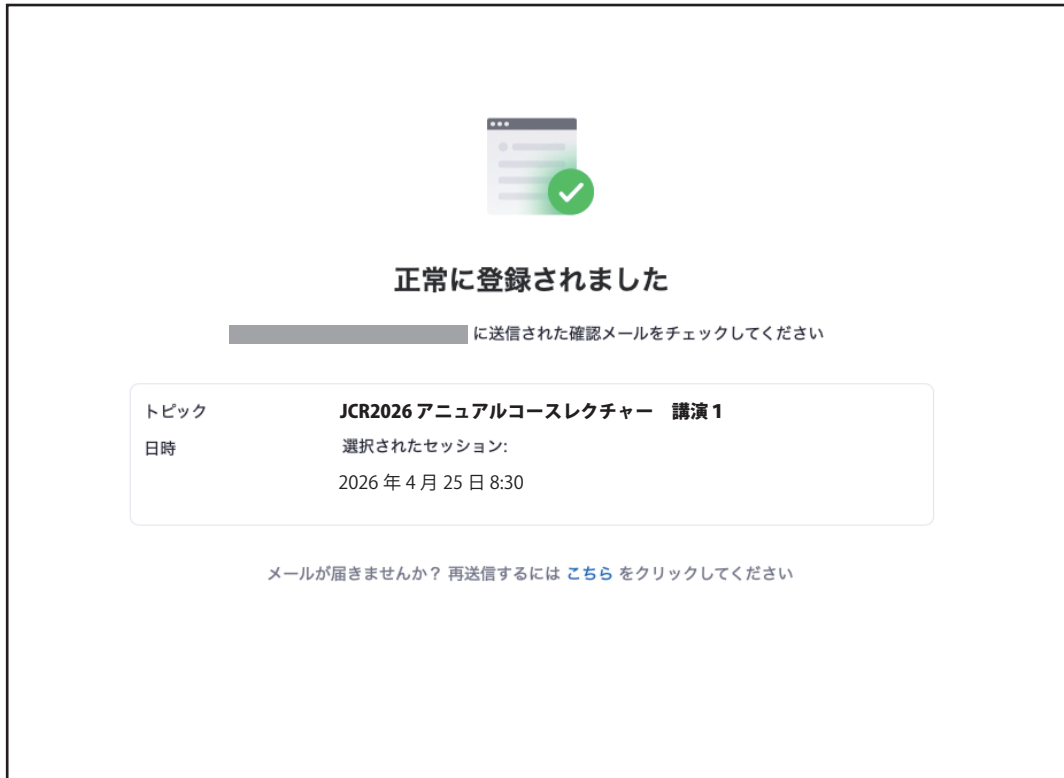 正常に登録されました
に送信された確認メールをチェックしてください
トピック JCR2026 アニュアルコースレクチャー　講演 1
日時 選択されたセッション:
2026 年 4 月 25 日 8:30
メールが届きませんか？ 再送信するには こちら をクリックしてください